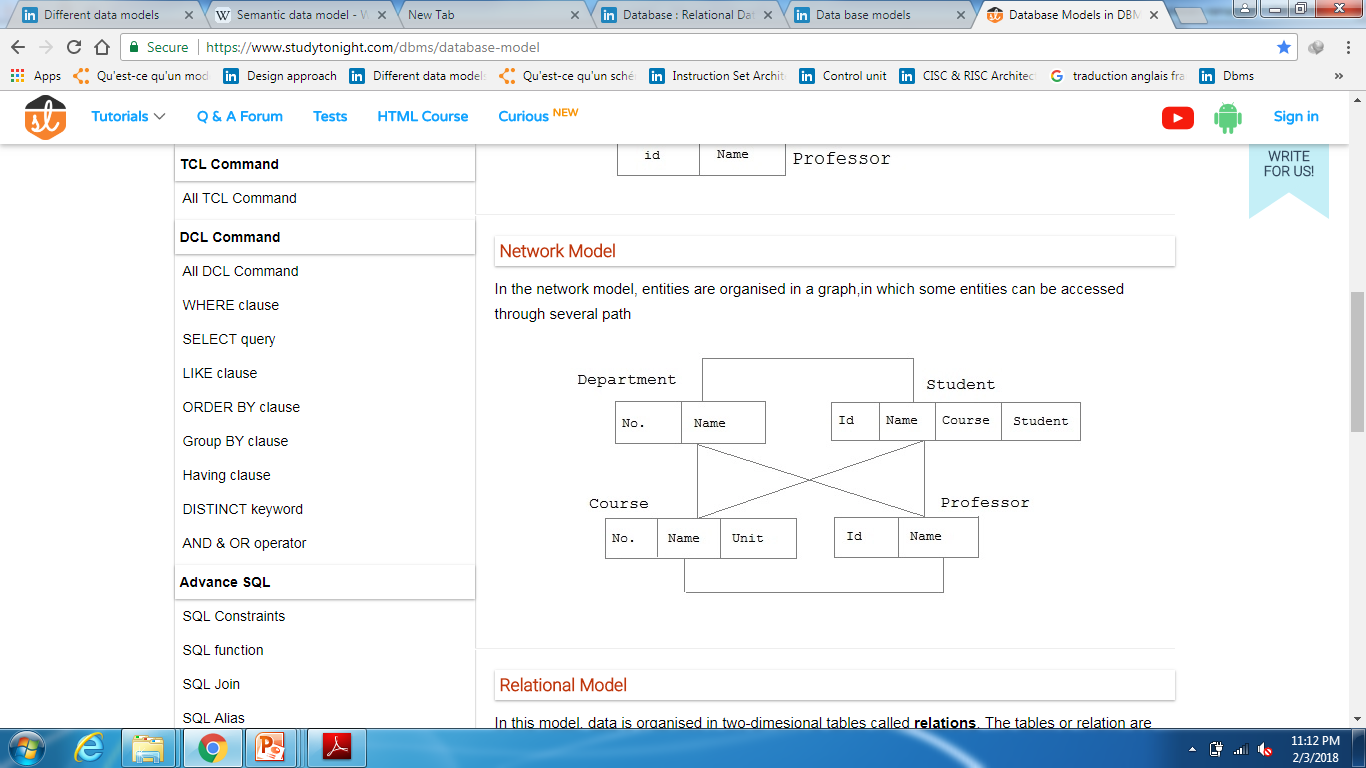 Different data models
Semantic data model - W
New Tab
Database : Relational Dat
Data base models
Database Models in DBM
Secure
https://www.studytonight.com/dbms/database-model
Apps
Qu'est-ce qu'un mod
Design approach
Different data models
Qu'est-ce qu'un sché
Instruction Set Archit
Control unit
CISC & RISC Architec
traduction anglais fra
Dbms
»
sl
Tutorials
Q & A Forum
Tests
HTML Course
Curious NEW
Sign in
TCL Command
All TCL Command
DCL Command
All DCL Command
WHERE clause
SELECT query
LIKE clause
ORDER BY clause
Group BY clause
Having clause
DISTINCT keyword
AND & OR operator
Advance SQL
SQL Constraints
SQL function
SQL Join
SQL Alias
id Name Professor
WRITE
FOR US!
Network Model
In the network model, entities are organised in a graph,in which some entities can be accessed
through several path
Department
No. Name
Student
Id Name Course Student
Course
No. Name Unit
Professor
Id Name
Relational Model
In this model, data is organised in two-dimesional tables called relations. The tables or relation are
11:12 PM
2/3/2018